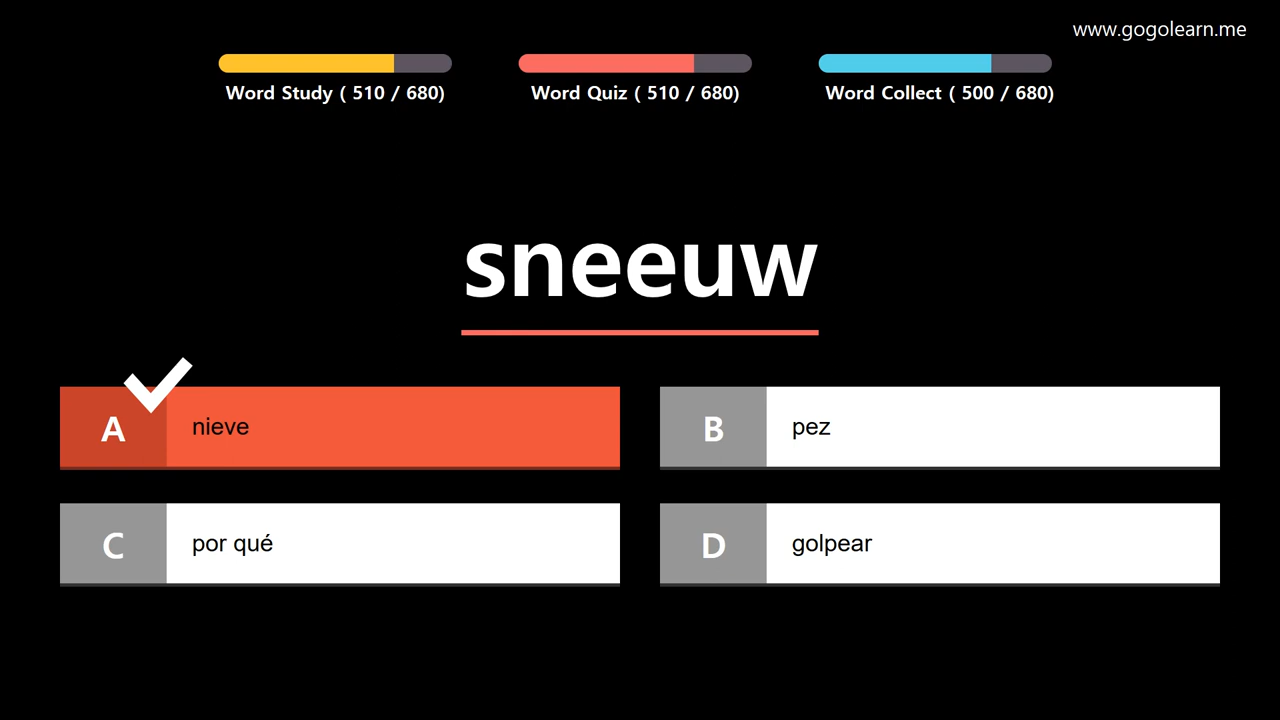 www.gogolearn.me
Word Study ( 510 / 680)
Word Quiz ( 510 / 680)
Word Collect ( 500 / 680)
sneeuw
A nieve
B pez
C por qué
D golpear